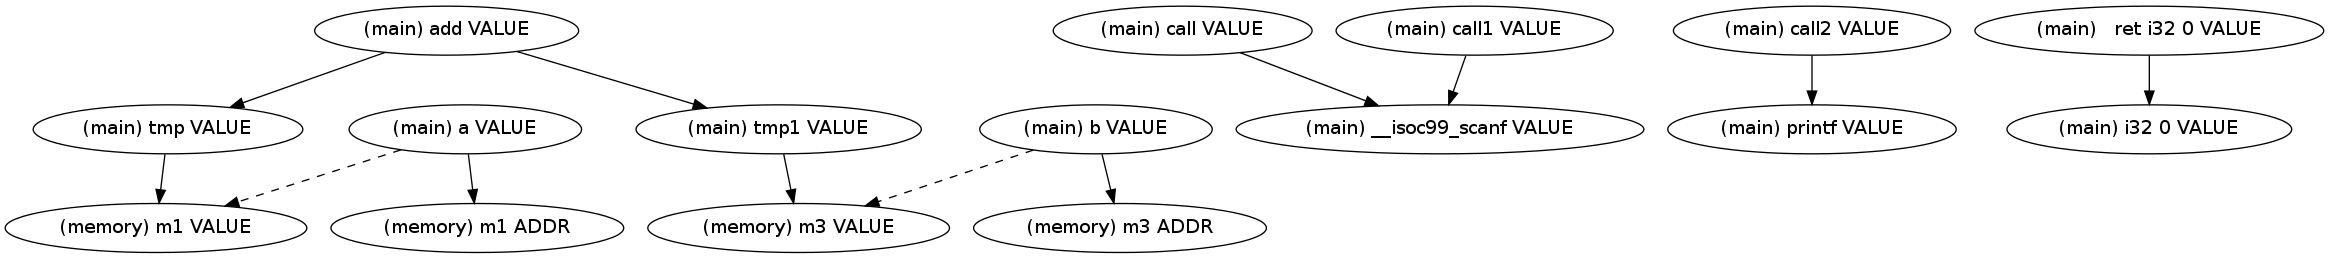 (main) add VALUE
(main) call VALUE
(main) call1 VALUE
(main) call2 VALUE
(main)   ret i32 0 VALUE
(main) tmp VALUE
(main) a VALUE
(main) tmp1 VALUE
(main) b VALUE
(main) __isoc99_scanf VALUE
(main) printf VALUE
(main) i32 0 VALUE
(memory) m1 VALUE
(memory) m1 ADDR
(memory) m3 VALUE
(memory) m3 ADDR